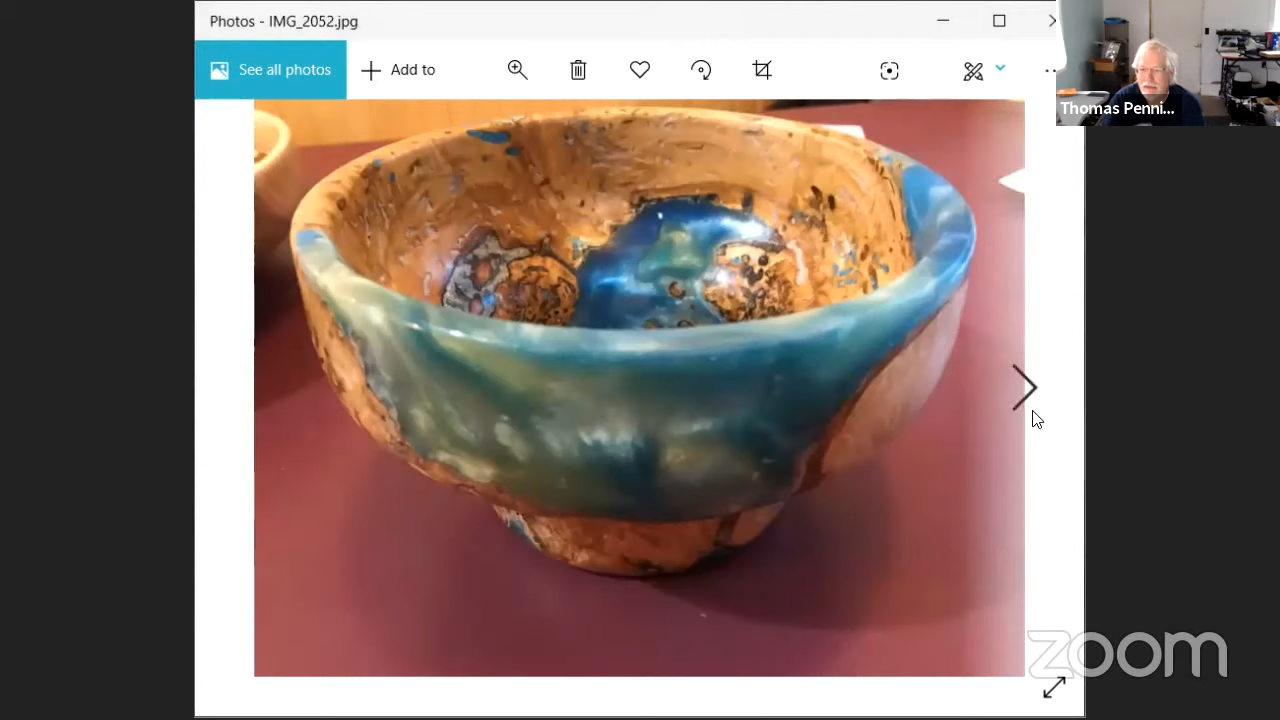 Photos - IMG_2052.jpg
See all photos
Add to
Thomas Penni...
zoom